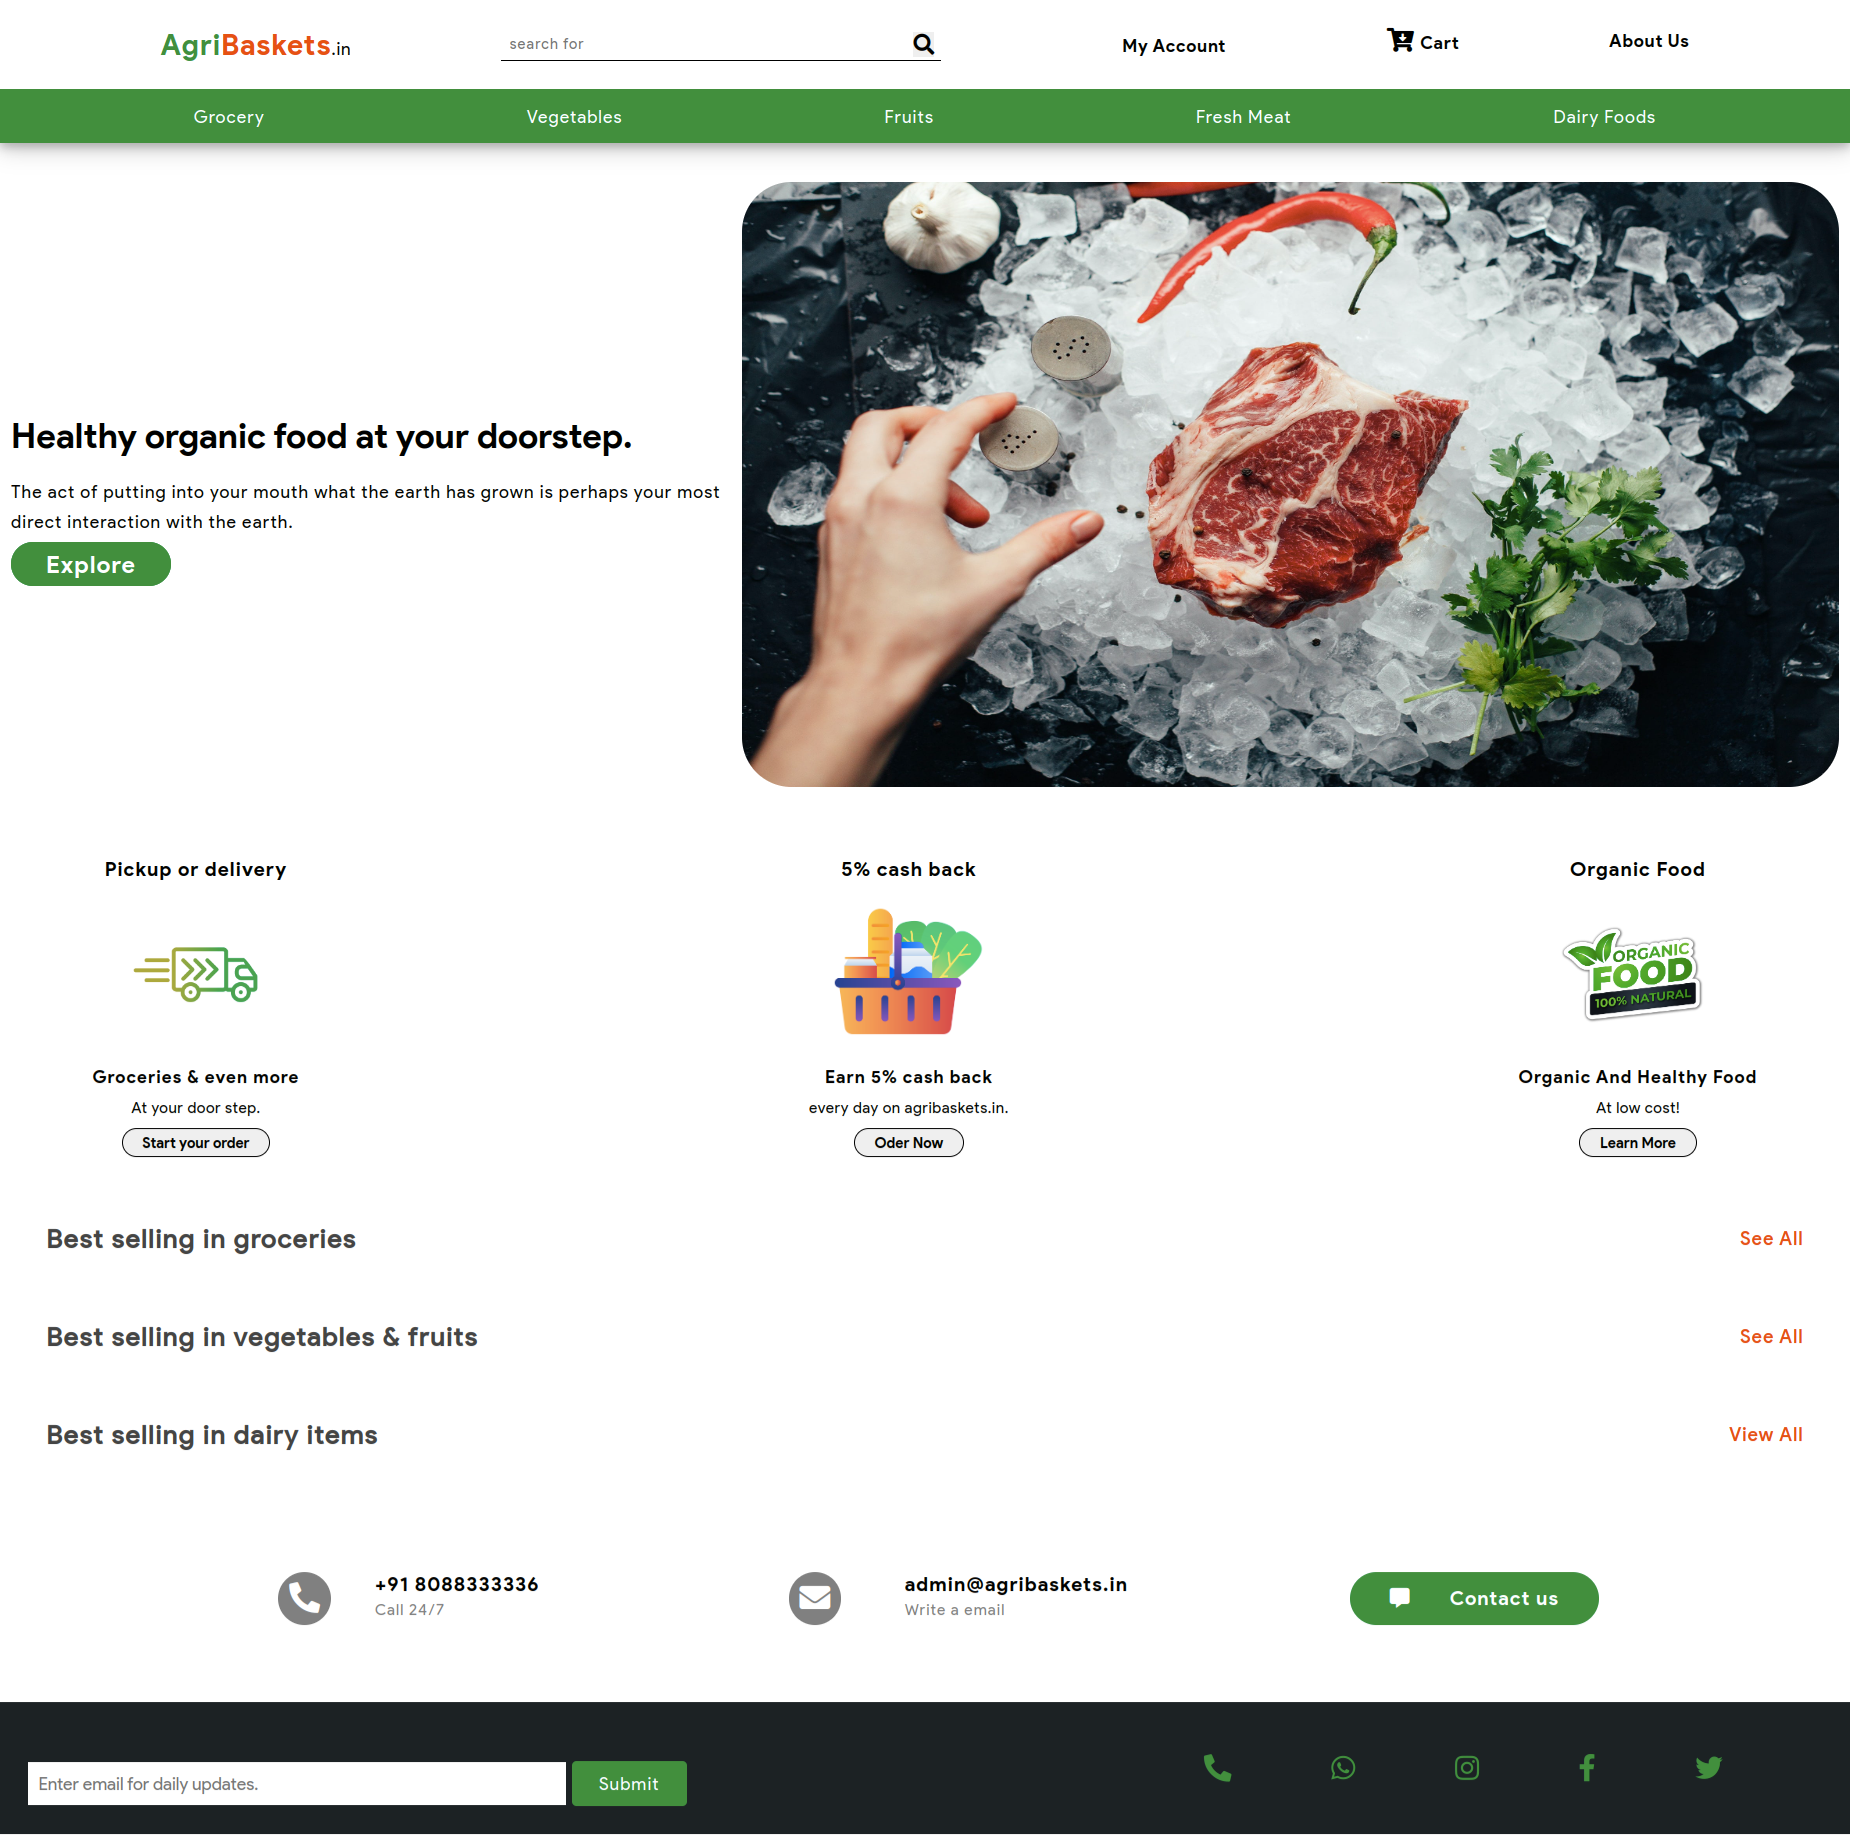 AgriBaskets.in
search for
My Account
Cart
About Us
Grocery
Vegetables
Fruits
Fresh Meat
Dairy Foods
Healthy organic food at your doorstep.
The act of putting into your mouth what the earth has grown is perhaps your most
direct interaction with the earth.
Explore
Pickup or delivery
Groceries & even more
At your door step.
Start your order
5% cash back
Earn 5% cash back
every day on agribaskets.in.
Oder Now
Organic Food
ORGANIC
FOOD
100% NATURAL
Organic And Healthy Food
At low cost!
Learn More
Best selling in groceries
See All
Best selling in vegetables & fruits
See All
Best selling in dairy items
View All
+91 8088333336
Call 24/7
admin@agribaskets.in
Write a email
Contact us
Enter email for daily updates.
Submit